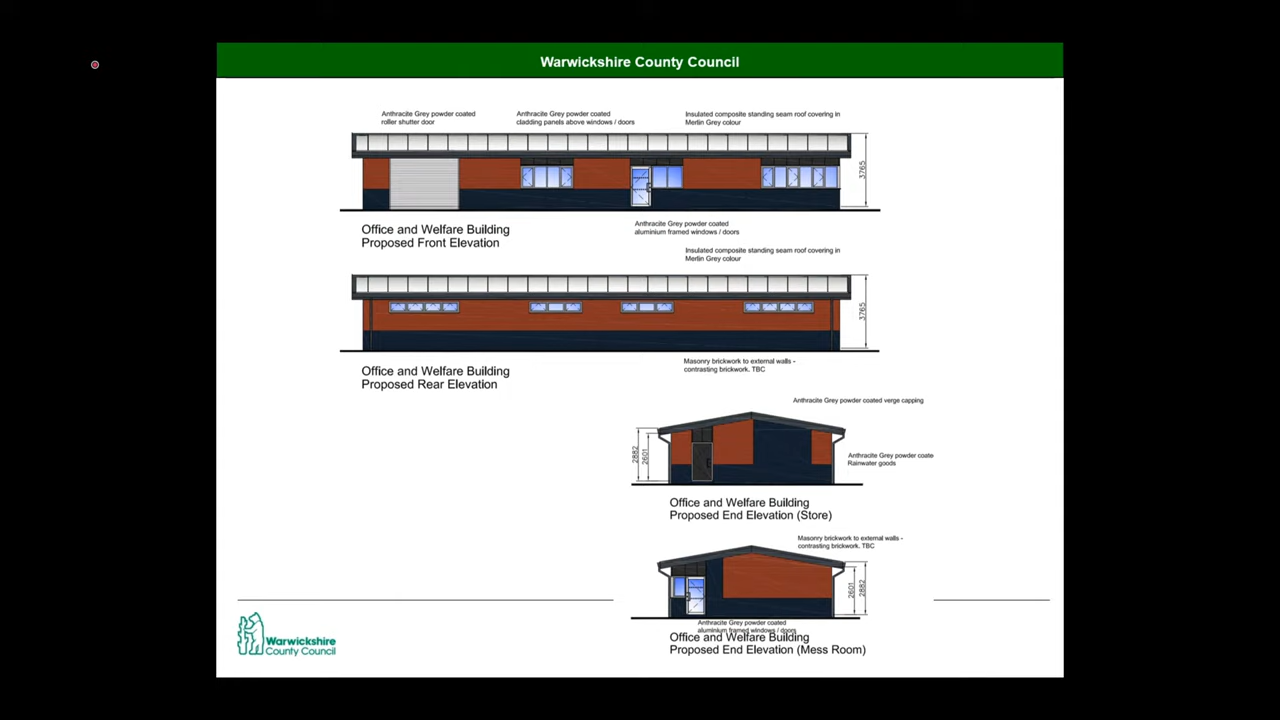 Warwickshire County Council
Anthracite Grey powder coated
roller shutter door
Anthracite Grey powder coated
cladding panels above windows / doors
Insulated composite standing seam roof covering in
Merlin Grey colour
3765
Office and Welfare Building
Proposed Front Elevation
Anthracite Grey powder coated
aluminium framed windows / doors
Insulated composite standing seam roof covering in
Merlin Grey colour
3765
Office and Welfare Building
Proposed Rear Elevation
Masonry brickwork to external walls -
contrasting brickwork. TBC
Anthracite Grey powder coated verge capping
2882
2601
Anthracite Grey powder coate
Rainwater goods
Office and Welfare Building
Proposed End Elevation (Store)
Masonry brickwork to external walls -
contrasting brickwork. TBC
2601
2882
Anthracite Grey powder coated
aluminium framed windows / doors
Office and Welfare Building
Proposed End Elevation (Mess Room)
Warwickshire
County Council